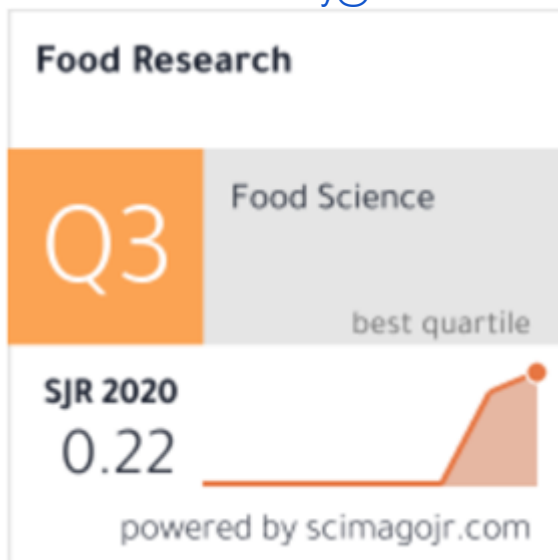 Food Research
Q3
Food Science
best quartile
SJR 2020
0.22
powered by scimagojr.com